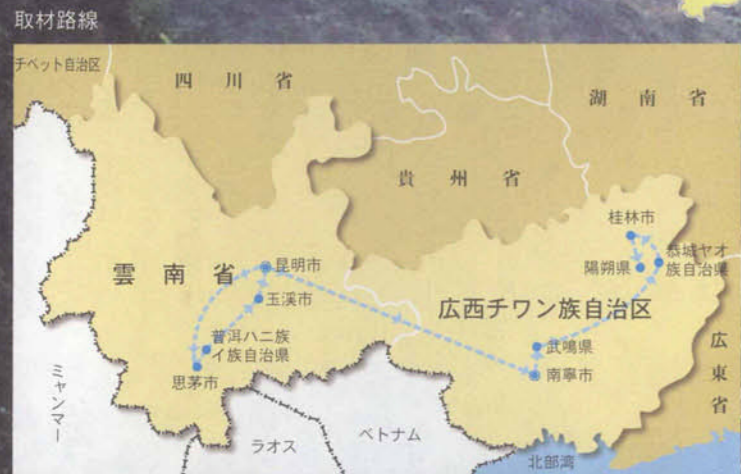 取材路線
チベット自治区
四川省
湖南省
貴州省
桂林市
恭城ヤオ
族自治県
陽朔県
雲南省
昆明市
玉溪市
広西チワン族自治区
普洱ハニ族
イ族自治県
思茅市
武鳴県
南寧市
広東省
ミャンマー
ラオス
ベトナム
北部湾